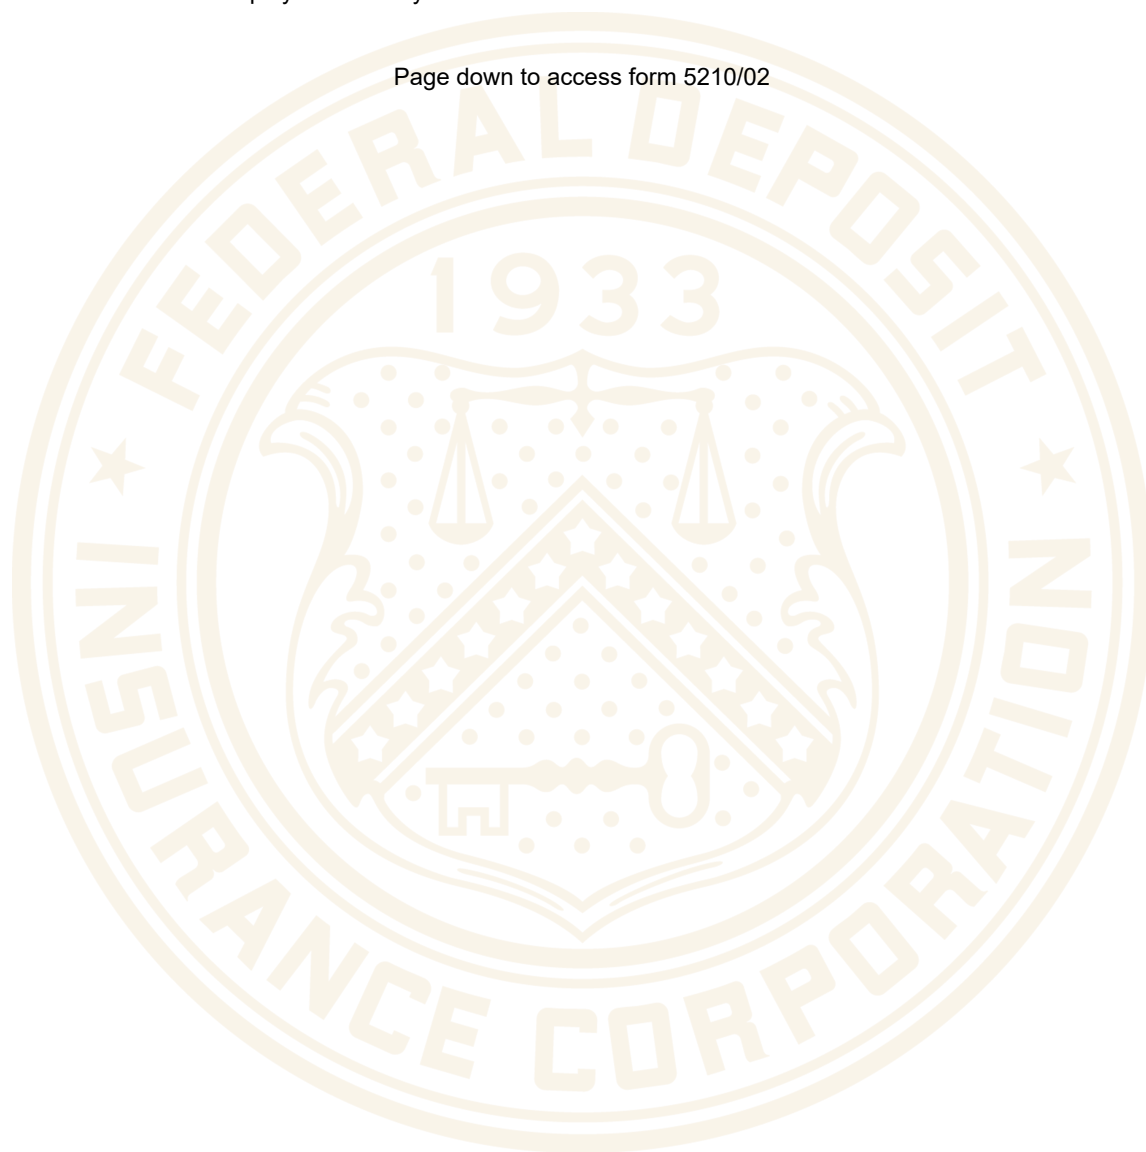 Page down to access form 5210/02
FEDERAL DEPOSIT
1933
INSURANCE CORPORATION